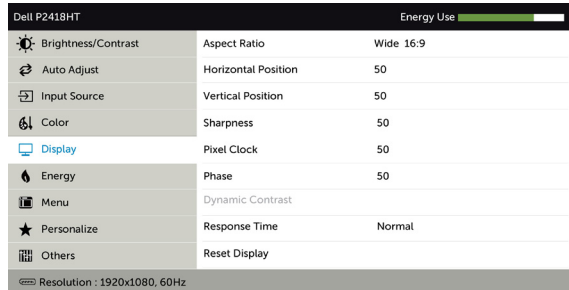 Dell P2418HT Energy Use
Brightness/Contrast Aspect Ratio Wide 16:9
Auto Adjust Horizontal Position 50
Input Source Vertical Position 50
Color Sharpness 50
Display Pixel Clock 50
Energy Phase 50
Menu Dynamic Contrast
Personalize Response Time Normal
Others Reset Display
Resolution : 1920x1080, 60Hz